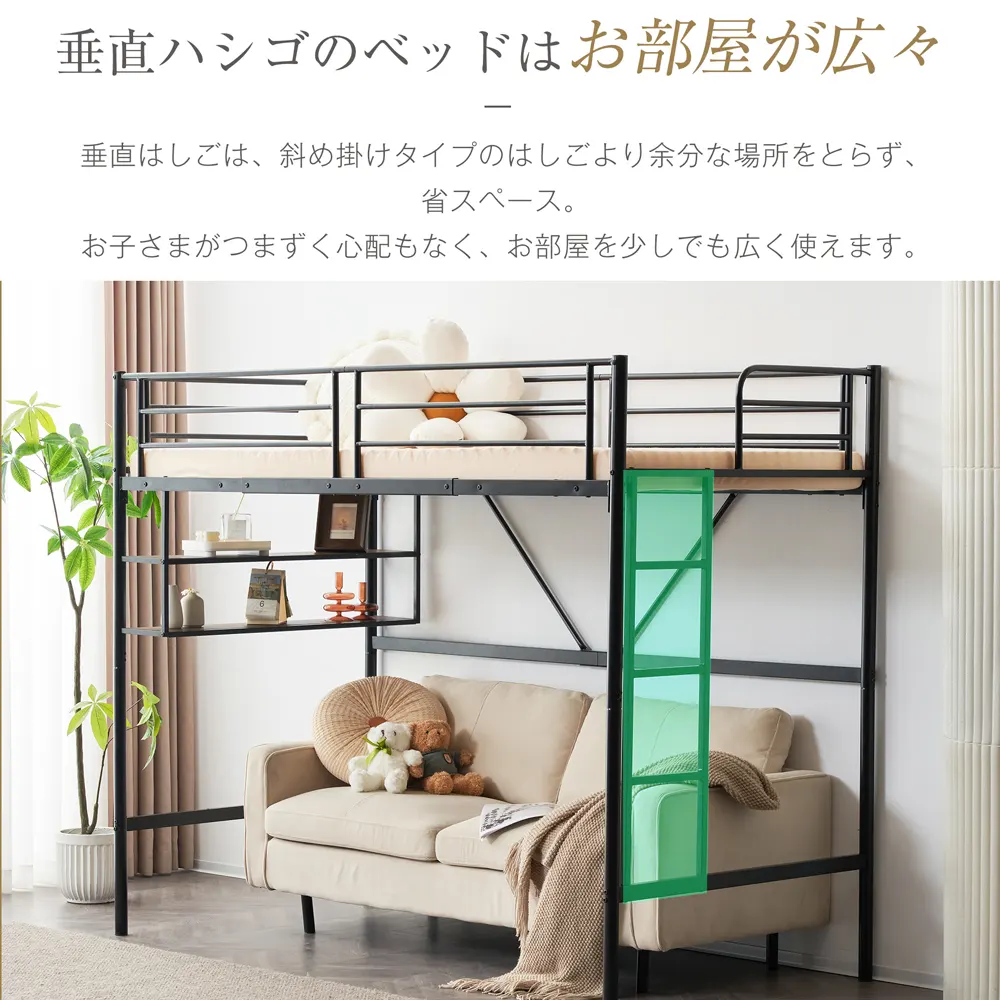 垂直ハシゴのベッドはお部屋が広々
垂直はしごは、斜め掛けタイプのはしごより余分な場所をとらず、
省スペース。
お子さまがつまずく心配もなく、お部屋を少しでも広く使えます。
6